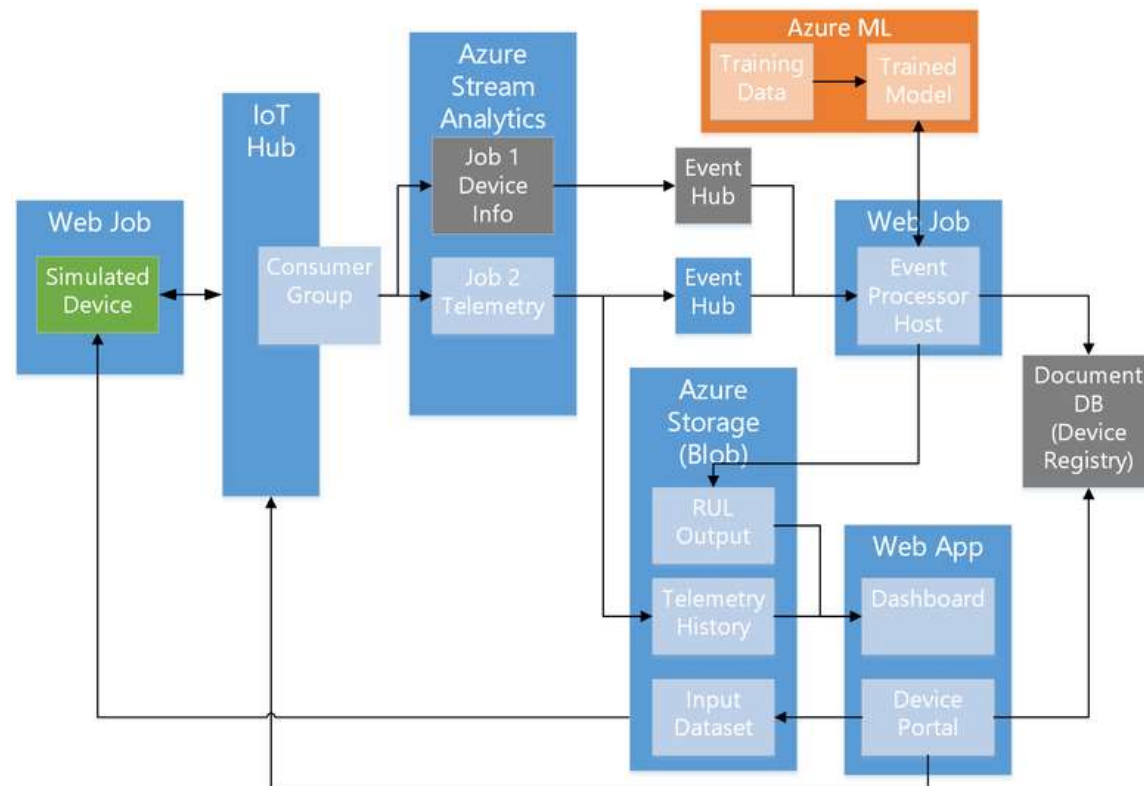 Azure ML
Training
Data
Trained
Model
Azure
Stream
Analytics
IoT
Hub
Job 1
Device
Info
Event
Hub
Web Job
Simulated
Device
Consumer
Group
Job 2
Telemetry
Event
Hub
Web Job
Event
Processor
Host
Document
DB
(Device
Registry)
Azure
Storage
(Blob)
RUL
Output
Telemetry
History
Input
Dataset
Web App
Dashboard
Device
Portal